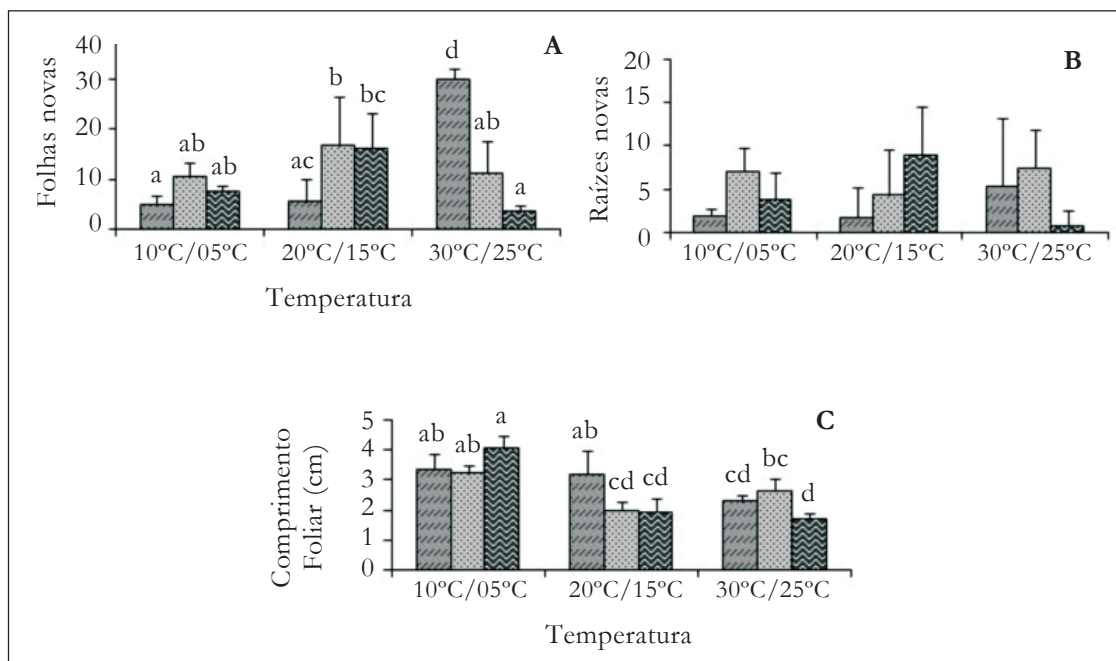 A
Folhas novas
40
30
20
10
0
a
ab
ab
ac
b
bc
d
ab
a
10ºC/05ºC
20ºC/15ºC
30ºC/25ºC
Temperatura
B
Raízes novas
20
15
10
5
0
10ºC/05ºC
20ºC/15ºC
30ºC/25ºC
C
Comprimento
Foliar (cm)
5
4
3
2
1
0
ab
ab
a
ab
cd
cd
cd
bc
d
10ºC/05ºC
20ºC/15ºC
30ºC/25ºC
Temperatura